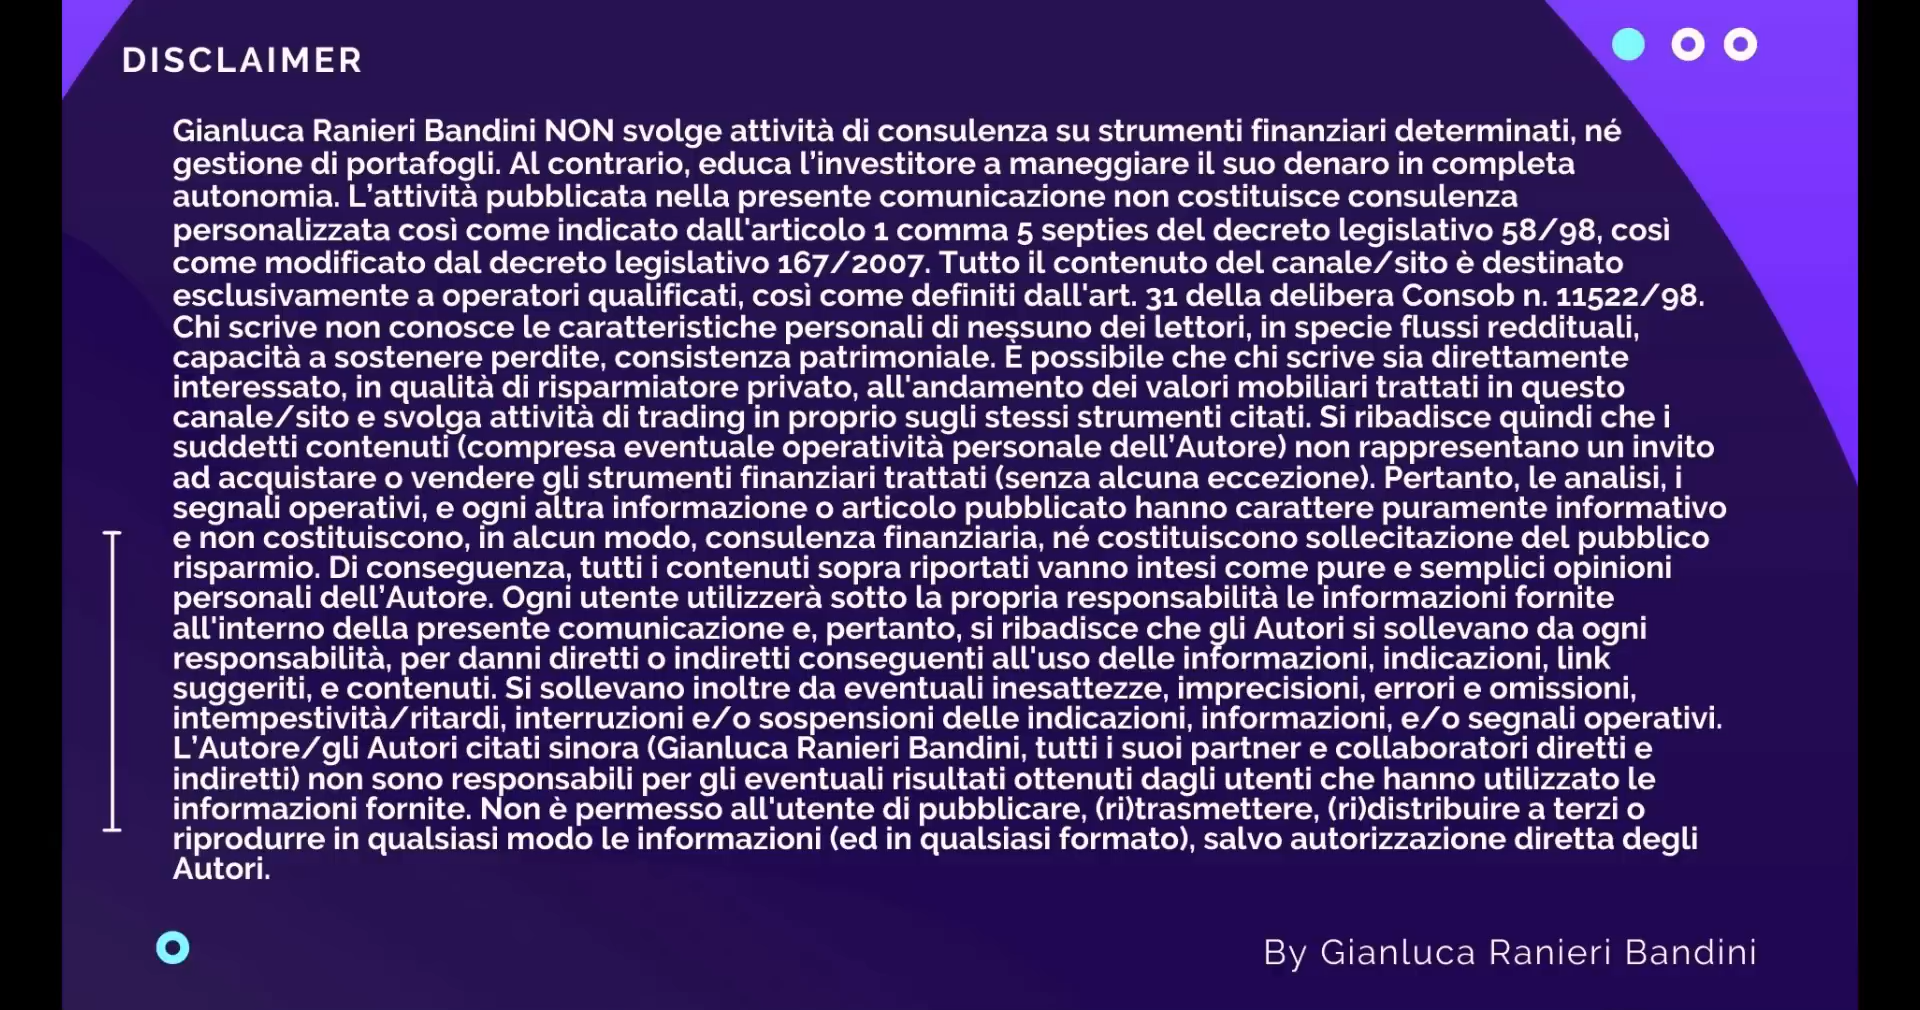 DISCLAIMER
Gianluca Ranieri Bandini NON svolge attività di consulenza su strumenti finanziari determinati, né
gestione di portafogli. Al contrario, educa l’investitore a maneggiare il suo denaro in completa
autonomia. L’attività pubblicata nella presente comunicazione non costituisce consulenza
personalizzata così come indicato dall'articolo 1 comma 5 septies del decreto legislativo 58/98, così
come modificato dal decreto legislativo 167/2007. Tutto il contenuto del canale/sito è destinato
esclusivamente a operatori qualificati, così come definiti dall'art. 31 della delibera Consob n. 11522/98.
Chi scrive non conosce le caratteristiche personali di nessuno dei lettori, in specie flussi reddituali,
capacità a sostenere perdite, consistenza patrimoniale. È possibile che chi scrive sia direttamente
interessato, in qualità di risparmiatore privato, all'andamento dei valori mobiliari trattati in questo
canale/sito e svolga attività di trading in proprio sugli stessi strumenti citati. Si ribadisce quindi che i
suddetti contenuti (compresa eventuale operatività personale dell’Autore) non rappresentano un invito
ad acquistare o vendere gli strumenti finanziari trattati (senza alcuna eccezione). Pertanto, le analisi, i
segnali operativi, e ogni altra informazione o articolo pubblicato hanno carattere puramente informativo
e non costituiscono, in alcun modo, consulenza finanziaria, né costituiscono sollecitazione del pubblico
risparmio. Di conseguenza, tutti i contenuti sopra riportati vanno intesi come pure e semplici opinioni
personali dell’Autore. Ogni utente utilizzerà sotto la propria responsabilità le informazioni fornite
all'interno della presente comunicazione e, pertanto, si ribadisce che gli Autori si sollevano da ogni
responsabilità, per danni diretti o indiretti conseguenti all'uso delle informazioni, indicazioni, link
suggeriti, e contenuti. Si sollevano inoltre da eventuali inesattezze, imprecisioni, errori e omissioni,
intempestività/ritardi, interruzioni e/o sospensioni delle indicazioni, informazioni, e/o segnali operativi.
L’Autore/gli Autori citati sinora (Gianluca Ranieri Bandini, tutti i suoi partner e collaboratori diretti e
indiretti) non sono responsabili per gli eventuali risultati ottenuti dagli utenti che hanno utilizzato le
informazioni fornite. Non è permesso all'utente di pubblicare, (ri)trasmettere, (ri)distribuire a terzi o
riprodurre in qualsiasi modo le informazioni (ed in qualsiasi formato), salvo autorizzazione diretta degli
Autori.
By Gianluca Ranieri Bandini